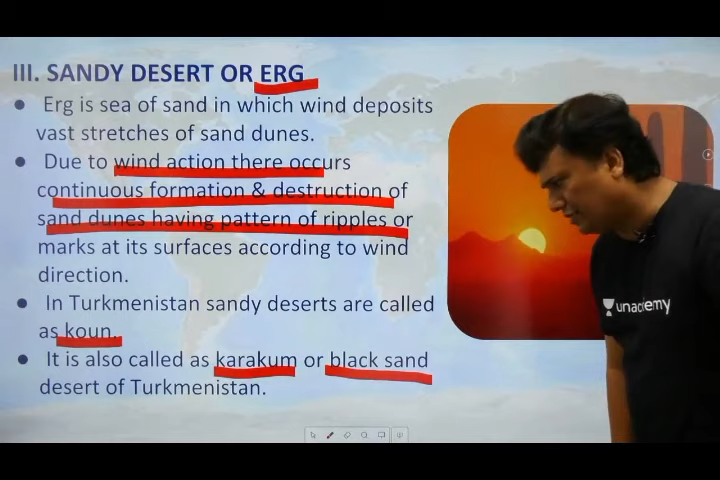 III. SANDY DESERT OR ERG
● Erg is sea of sand in which wind deposits
vast stretches of sand dunes.
● Due to wind action there occurs
continuous formation & destruction of
sand dunes having pattern of ripples or
marks at its surfaces according to wind
direction.
● In Turkmenistan sandy deserts are called
as koun.
● It is also called as karakum or black sand
desert of Turkmenistan.
unacademy